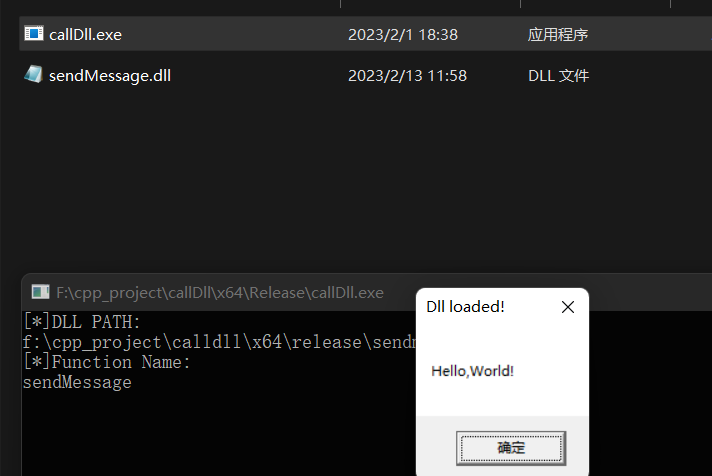 callDll.exe 2023/2/1 18:38 应用程序
sendMessage.dll 2023/2/13 11:58 DLL 文件
F:\cpp_project\callDll\x64\Release\callDll.exe
[*]DLL PATH:
f:\cpp_project\calldll\x64\release\send
[*]Function Name:
sendMessage
Dll loaded!
Hello,World!
确定